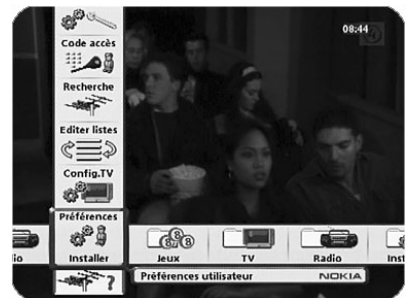 08:44
Code accès
Recherche
Editer listes
Config.TV
Préférences
Installer
Jeux
TV
Radio
Préférences utilisateur
NOKIA
?